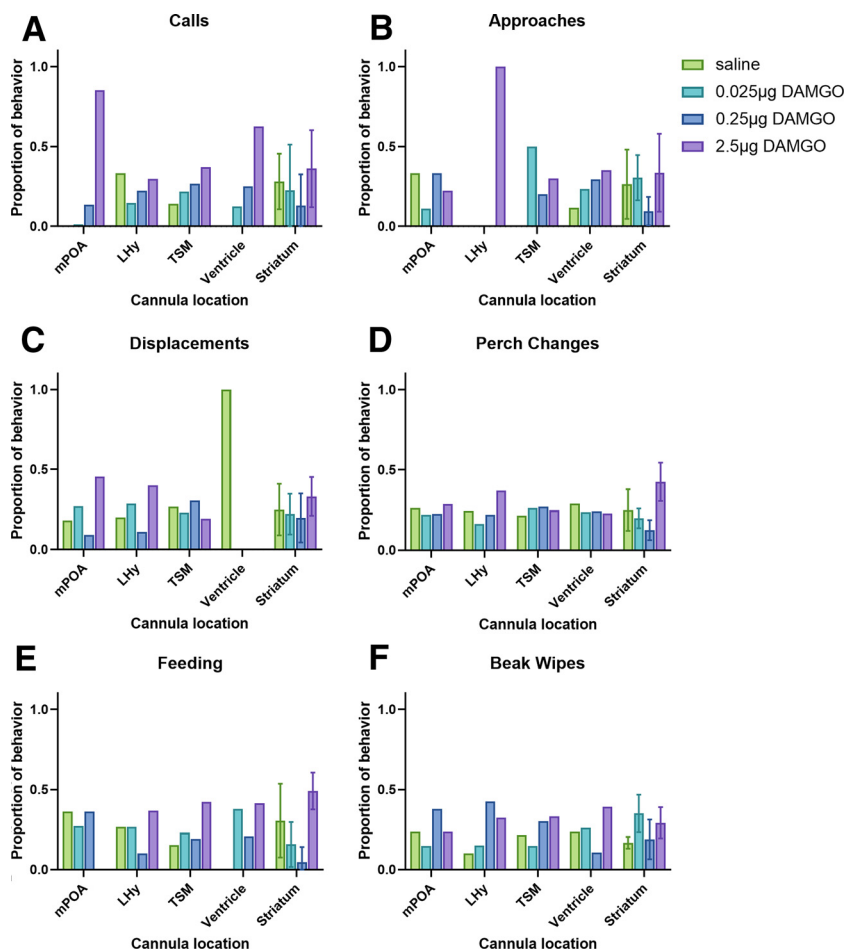 A
Calls
Proportion of behavior
1.0
0.5
0.0
mPOA
LHy
TSM
Ventricle
Striatum
Cannula location
B
Approaches
Proportion of behavior
1.0
0.5
0.0
mPOA
LHy
TSM
Ventricle
Striatum
Cannula location
saline
0.025µg DAMGO
0.25µg DAMGO
2.5µg DAMGO
C
Displacements
Proportion of behavior
1.0
0.5
0.0
mPOA
LHy
TSM
Ventricle
Striatum
Cannula location
D
Perch Changes
Proportion of behavior
1.0
0.5
0.0
mPOA
LHy
TSM
Ventricle
Striatum
Cannula location
E
Feeding
Proportion of behavior
1.0
0.5
0.0
mPOA
LHy
TSM
Ventricle
Striatum
Cannula location
F
Beak Wipes
Proportion of behavior
1.0
0.5
0.0
mPOA
LHy
TSM
Ventricle
Striatum
Cannula location